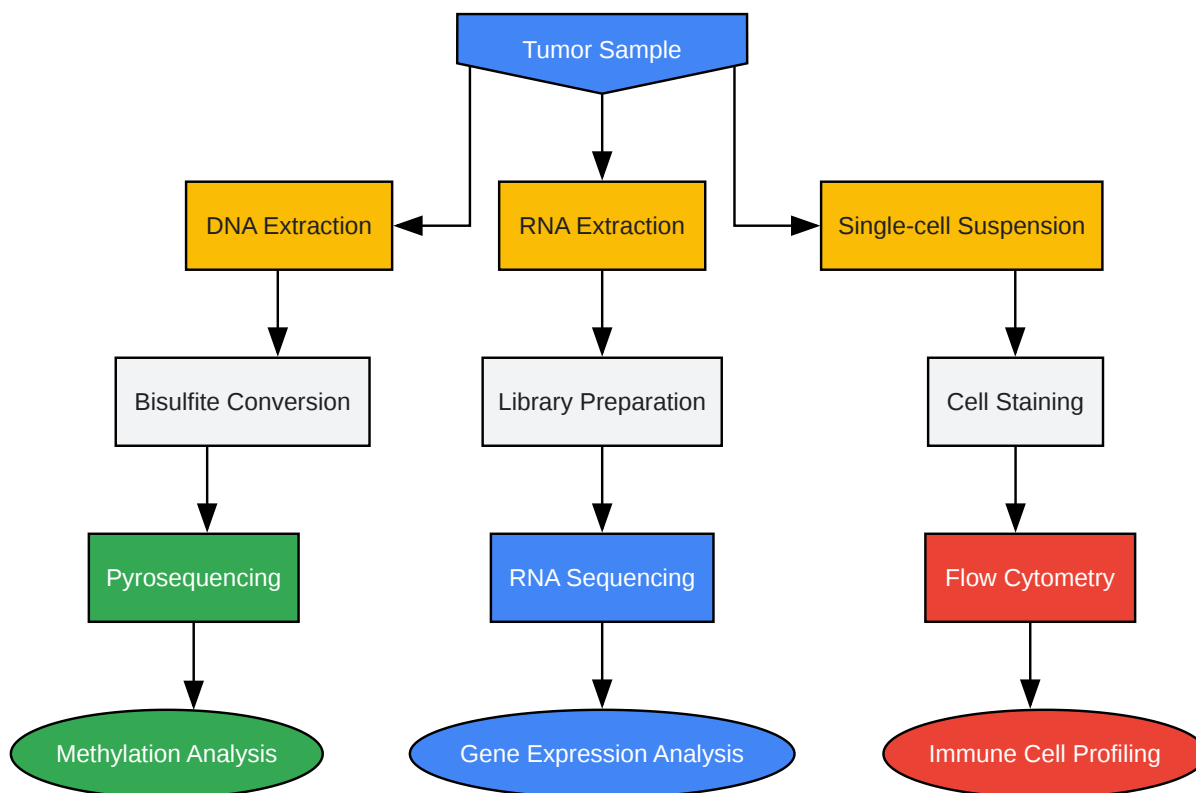 Tumor Sample
DNA Extraction
RNA Extraction
Single-cell Suspension
Bisulfite Conversion
Library Preparation
Cell Staining
Pyrosequencing
RNA Sequencing
Flow Cytometry
Methylation Analysis
Gene Expression Analysis
Immune Cell Profiling